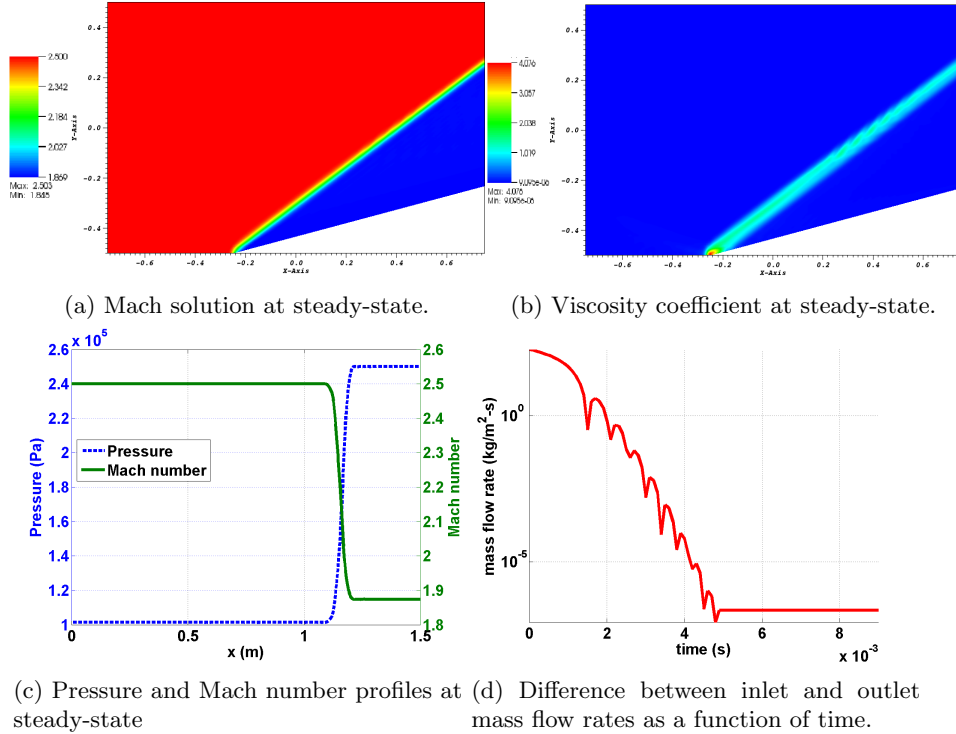 2.500
2.342
2.184
2.027
1.869
Max: 2.503
Min: 1.845
Y-Axis
0.4
0.2
0.0
-0.2
-0.4
-0.6 -0.4 -0.2 0.0 0.2 0.4 0.6
X-Axis
4.076
3.057
2.038
1.019
9.095e-06
Max: 4.076
Min: 9.095e-06
Y-Axis
0.4
0.2
0.0
-0.2
-0.4
-0.6 -0.4 -0.2 0.0 0.2 0.4 0.6
X-Axis
(a) Mach solution at steady-state.
(b) Viscosity coefficient at steady-state.
x 10^5
2.6
2.4
2.2
2
1.8
1.6
1.4
1.2
1
Pressure (Pa)
Pressure
Mach number
2.6
2.5
2.4
2.3
2.2
2.1
2
1.9
1.8
Mach number
0 0.5 1 1.5
x (m)
mass flow rate (kg/m²-s)
10^0
10^-5
0 2 4 6 8
time (s)
x 10^-3
(c) Pressure and Mach number profiles at
steady-state
(d) Difference between inlet and outlet
mass flow rates as a function of time.